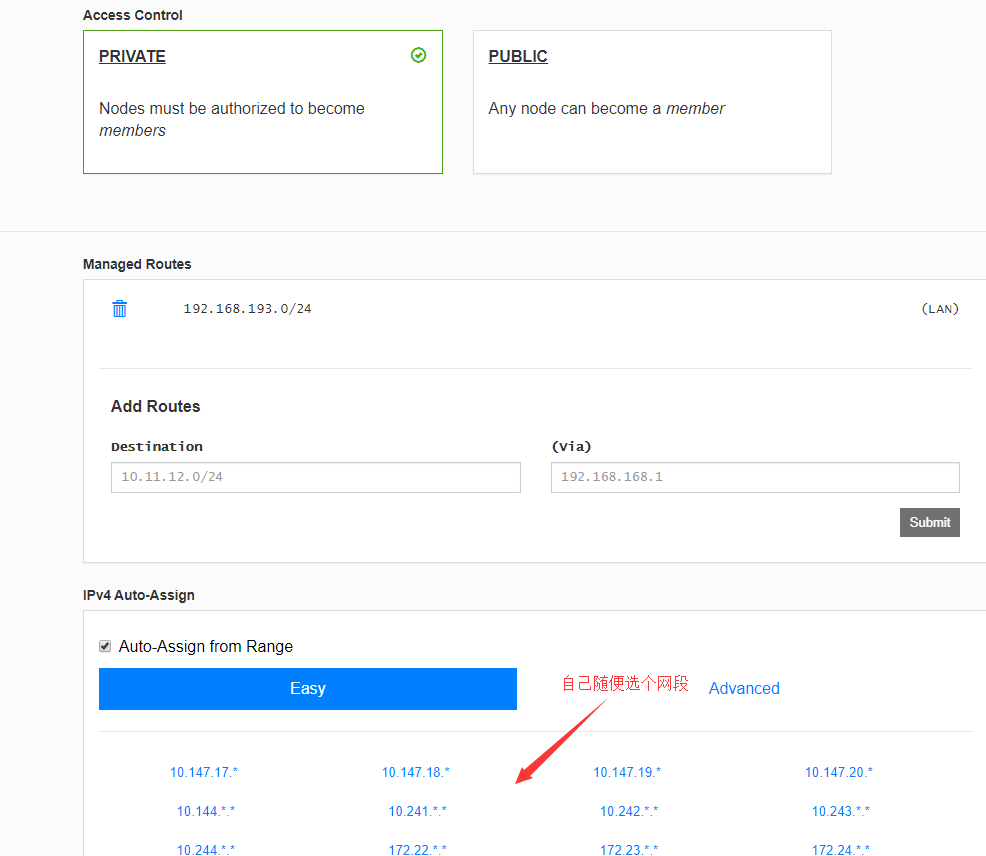 Access Control
PRIVATE
PUBLIC
Nodes must be authorized to become
members
Any node can become a member
Managed Routes
192.168.193.0/24
(LAN)
Add Routes
Destination
(Via)
10.11.12.0/24
192.168.168.1
Submit
IPv4 Auto-Assign
Auto-Assign from Range
Easy
自己随便选个网段
Advanced
10.147.17.*
10.147.18.*
10.147.19.*
10.147.20.*
10.144.*.*
10.241.*.*
10.242.*.*
10.243.*.*
10.244.*.*
172.22.*.*
172.23.*.*
172.24.*.*